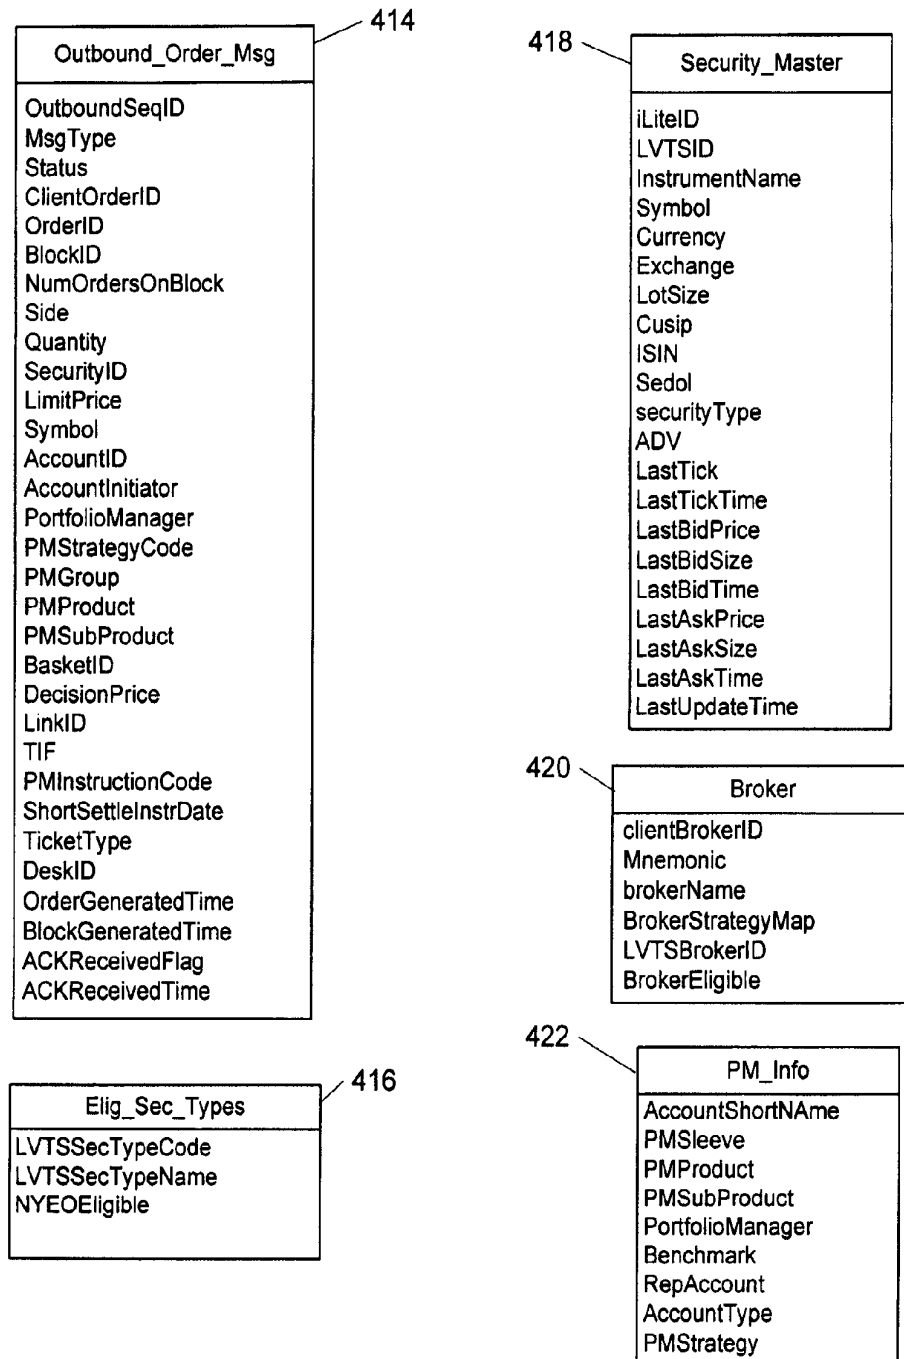 414
Outbound_Order_Msg
OutboundSeqID
MsgType
Status
ClientOrderID
OrderID
BlockID
NumOrdersOnBlock
Side
Quantity
SecurityID
LimitPrice
Symbol
AccountID
AccountInitiator
PortfolioManager
PMStrategyCode
PMGroup
PMProduct
PMSubProduct
BasketID
DecisionPrice
LinkID
TIF
PMInstructionCode
ShortSettleInstrDate
TicketType
DeskID
OrderGeneratedTime
BlockGeneratedTime
ACKReceivedFlag
ACKReceivedTime
416
Elig_Sec_Types
LVTSSecTypeCode
LVTSSecTypeName
NYEOEligible
418
Security_Master
iLiteID
LVTSID
InstrumentName
Symbol
Currency
Exchange
LotSize
Cusip
ISIN
Sedol
securityType
ADV
LastTick
LastTickTime
LastBidPrice
LastBidSize
LastBidTime
LastAskPrice
LastAskSize
LastAskTime
LastUpdateTime
420
Broker
clientBrokerID
Mnemonic
brokerName
BrokerStrategyMap
LVTSBrokerID
BrokerEligible
422
PM_Info
AccountShortNAme
PMSleeve
PMProduct
PMSubProduct
PortfolioManager
Benchmark
RepAccount
AccountType
PMStrategy